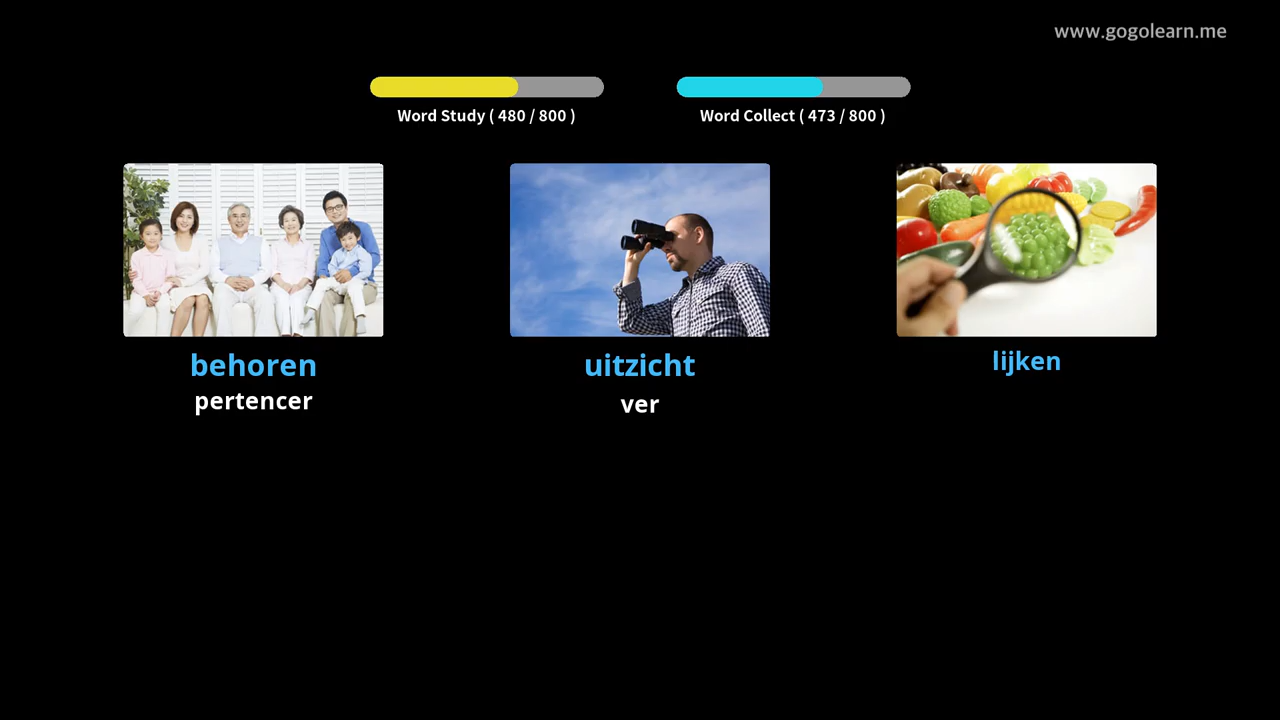 www.gogolearn.me
Word Study ( 480 / 800 )
Word Collect ( 473 / 800 )
behoren
pertencer
uitzicht
ver
lijken